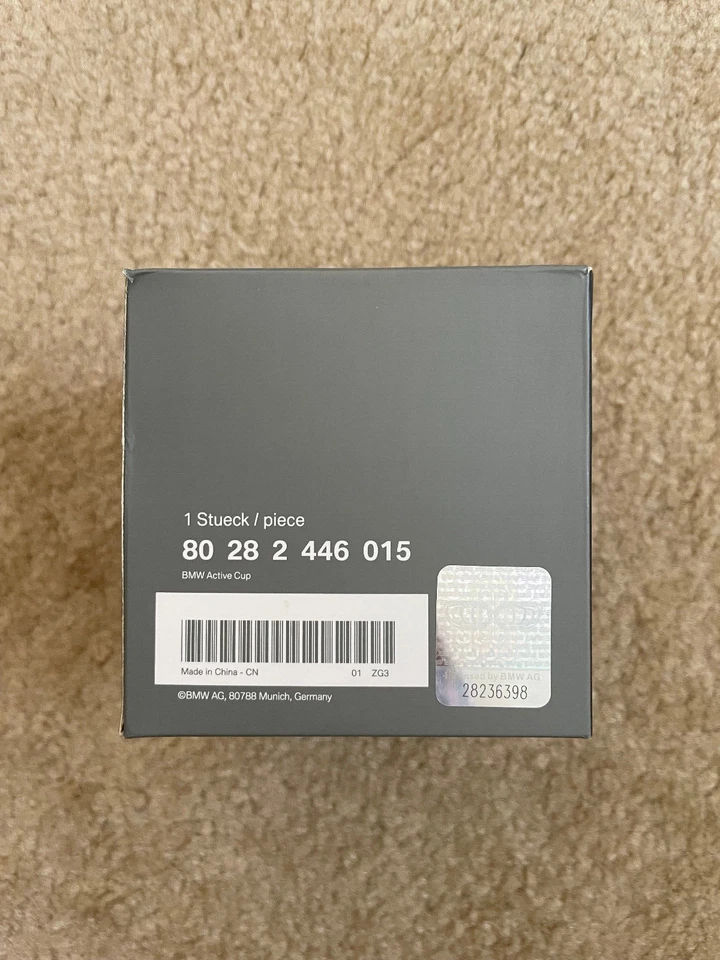 1 Stueck / piece
80 28 2 446 015
BMW Active Cup
Made in China - CN 01 ZG3
©BMW AG, 80788 Munich, Germany
by BMW AG
28236398